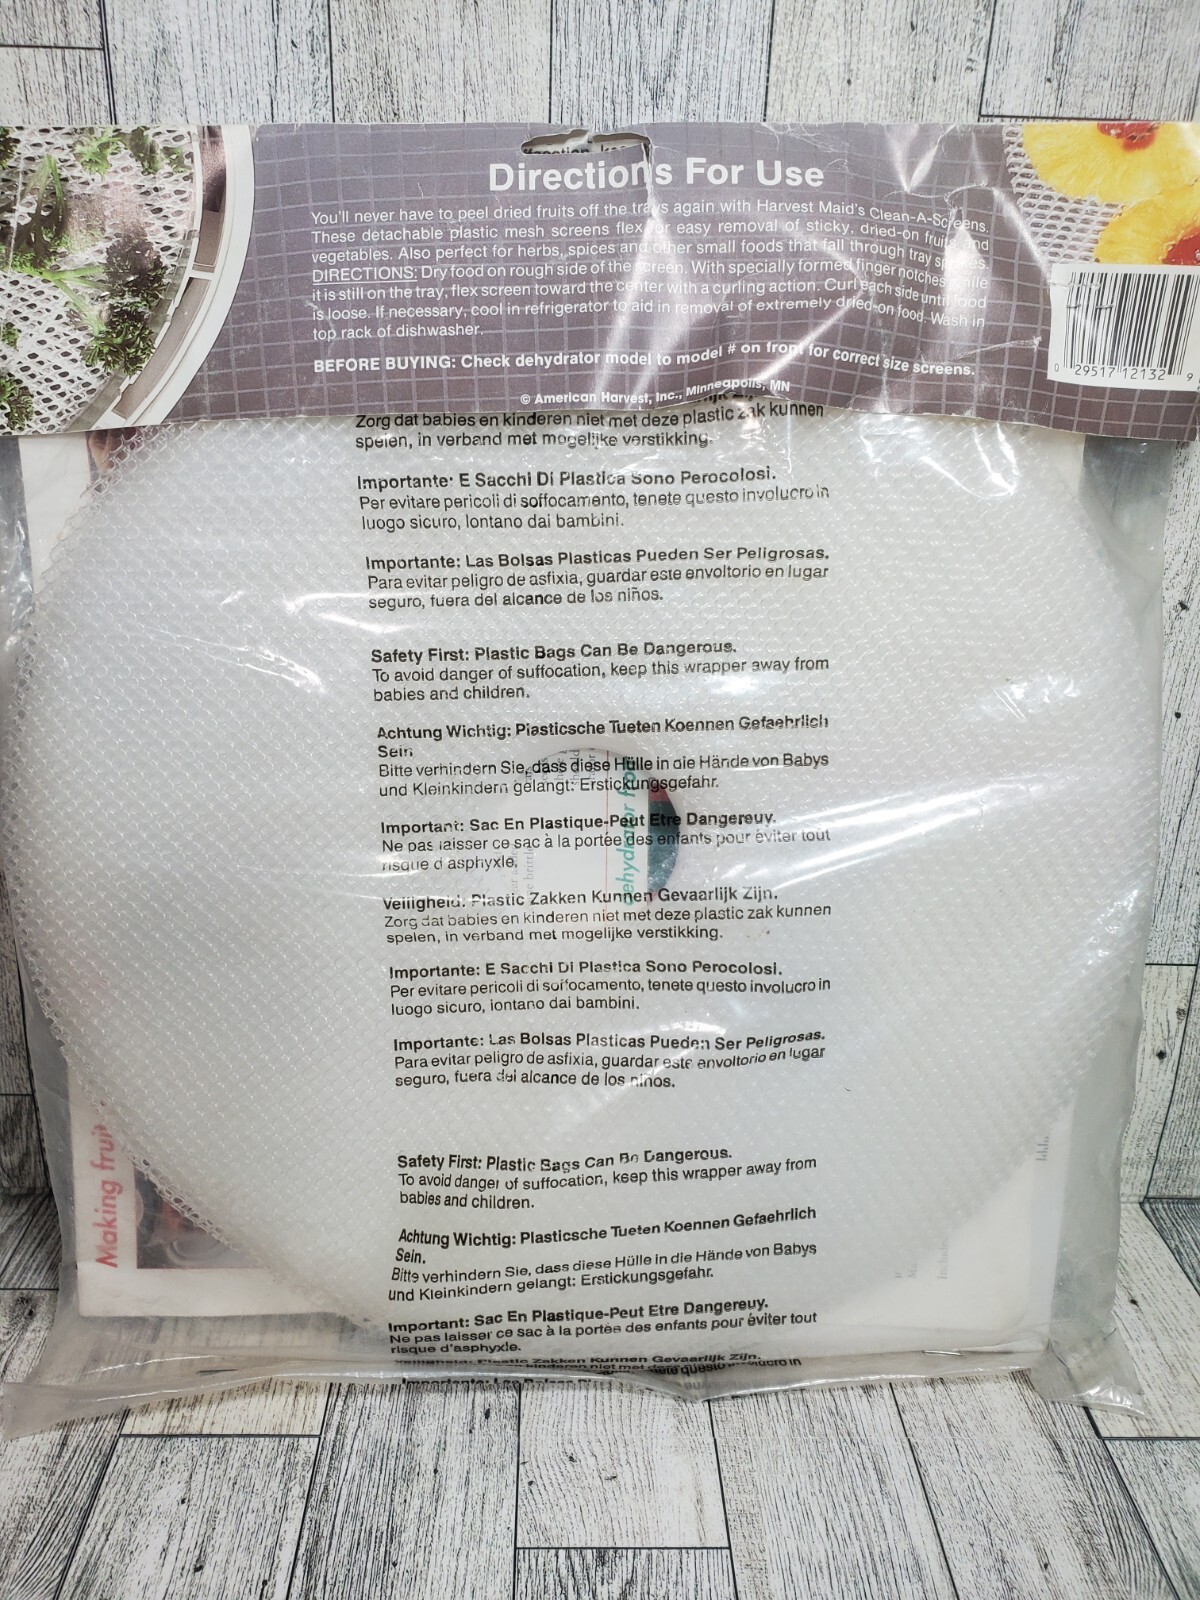 Directions For Use
You'll never have to peel dried fruits off the trays again with Harvest Maid's Clean-A-Screens.
These detachable plastic mesh screens flex for easy removal of sticky, dried-on fruits and
vegetables. Also perfect for herbs, spices and other small foods that fall through tray spaces.
DIRECTIONS: Dry food on rough side of the screen. With specially formed finger notches while
it is still on the tray, flex screen toward the center with a curling action. Curl each side until food
is loose. If necessary, cool in refrigerator to aid in removal of extremely dried-on food. Wash in
top rack of dishwasher.
BEFORE BUYING: Check dehydrator model to model # on front for correct size screens.
© American Harvest, Inc., Minneapolis, MN
0 29517 12132 9
Zorg dat babies en kinderen niet met deze plastic zak kunnen
spelen, in verband met mogelijke verstikking.
Importante: E Sacchi Di Plastica Sono Perocolosi.
Per evitare pericoli di soffocamento, tenete questo involucro in
luogo sicuro, lontano dai bambini.
Importante: Las Bolsas Plasticas Pueden Ser Peligrosas.
Para evitar peligro de asfixia, guardar este envoltorio en lugar
seguro, fuera del alcance de los niños.
Safety First: Plastic Bags Can Be Dangerous.
To avoid danger of suffocation, keep this wrapper away from
babies and children.
Achtung Wichtig: Plasticsche Tueten Koennen Gefaehrlich
Sein
Bitte verhindern Sie, dass diese Hülle in die Hände von Babys
und Kleinkindern gelangt: Erstickungsgefahr.
Important: Sac En Plastique-Peut Etre Dangereuy.
Ne pas laisser ce sac à la portée des enfants pour éviter tout
risque d'asphyxle.
Veiligheid: Plastic Zakken Kunnen Gevaarlijk Zijn.
Zorg dat babies en kinderen niet met deze plastic zak kunnen
spelen, in verband met mogelijke verstikking.
dehydrator
Importante: E Sacchi Di Plastica Sono Perocolosi.
Per evitare pericoli di soffocamento, tenete questo involucro in
luogo sicuro, lontano dai bambini.
Importante: Las Bolsas Plasticas Pueden Ser Peligrosas.
Para evitar peligro de asfixia, guardar este envoltorio en lugar
seguro, fuera del alcance de los niños.
Making fruit
Safety First: Plastic Bags Can Be Dangerous.
To avoid danger of suffocation, keep this wrapper away from
babies and children.
Achtung Wichtig: Plasticsche Tueten Koennen Gefaehrlich
Sein.
Bitte verhindern Sie, dass diese Hülle in die Hände von Babys
und Kleinkindern gelangt: Erstickungsgefahr.
Important: Sac En Plastique-Peut Etre Dangereuy.
Ne pas laisser ce sac à la portée des enfants pour éviter tout
risque d'asphyxle.
Plastic Zakken Kunnen Gevaarlijk Zijn.